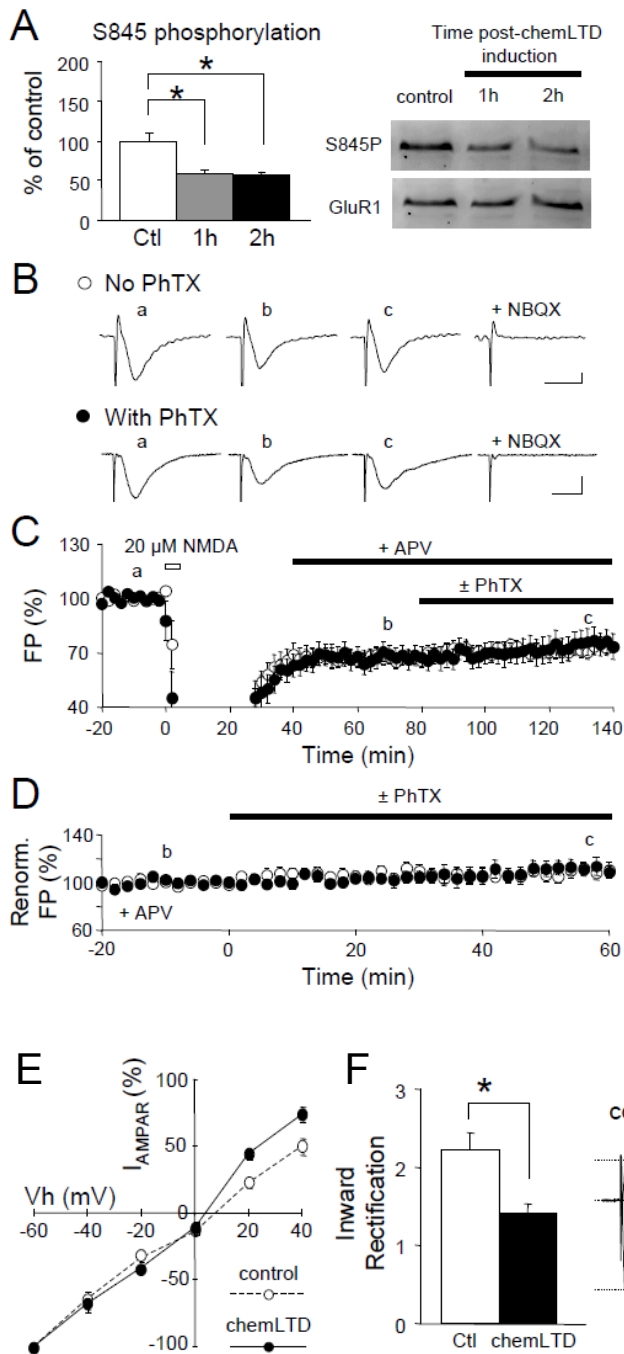 A
S845 phosphorylation
% of control
200
150
100
50
0
*
*
Ctl 1h 2h
Time post-chemLTD
induction
control 1h 2h
S845P
GluR1
B
No PhTX
a b c + NBQX
With PhTX
a b c + NBQX
C
FP (%)
130
100
70
40
20 µM NMDA
a
+ APV
± PhTX
b c
-20 0 20 40 60 80 100 120 140
Time (min)
D
Renorm.
FP (%)
140
100
60
± PhTX
b c
+ APV
-20 0 20 40 60
Time (min)
E
I AMPAR (%)
100
50
0
-50
-100
Vh (mV)
-60 -40 -20 0 20 40
control
chemLTD
F
Inward
Rectification
3
2
1
0
*
Ctl chemLTD